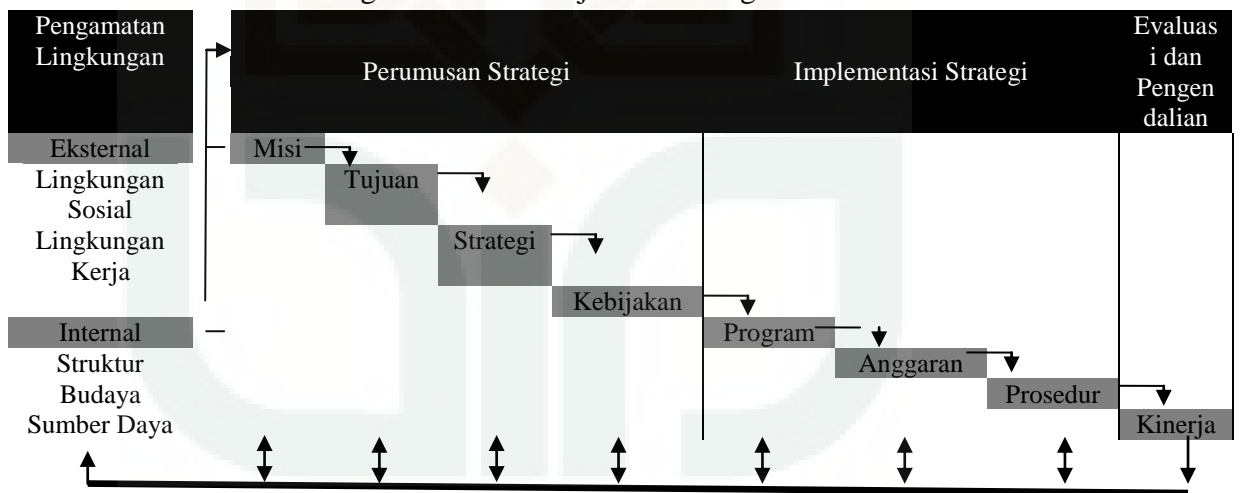 Pengamatan
Lingkungan
Perumusan Strategi
Implementasi Strategi
Evaluas
i dan
Pengen
dalian
Eksternal
Lingkungan
Sosial
Lingkungan
Kerja
Internal
Struktur
Budaya
Sumber Daya
Misi
Tujuan
Strategi
Kebijakan
Program
Anggaran
Prosedur
Kinerja